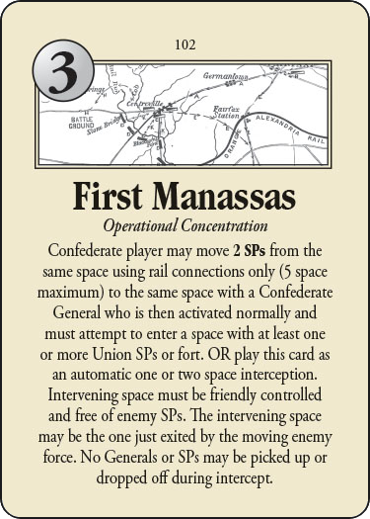 102
3
Germantown
Centreville
Fairfax
Station
BATTLE
GROUND
Stone Bridge
ALEXANDRIA RAIL
ORANGE
First Manassas
Operational Concentration
Confederate player may move 2 SPs from the
same space using rail connections only (5 space
maximum) to the same space with a Confederate
General who is then activated normally and
must attempt to enter a space with at least one
or more Union SPs or fort. OR play this card as
an automatic one or two space interception.
Intervening space must be friendly controlled
and free of enemy SPs. The intervening space
may be the one just exited by the moving enemy
force. No Generals or SPs may be picked up or
dropped off during intercept.